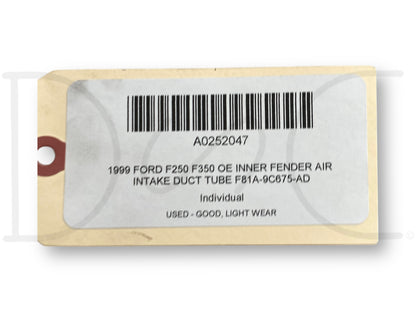 A0252047
1999 FORD F250 F350 OE INNER FENDER AIR
INTAKE DUCT TUBE F81A-9C675-AD
Individual
USED - GOOD, LIGHT WEAR